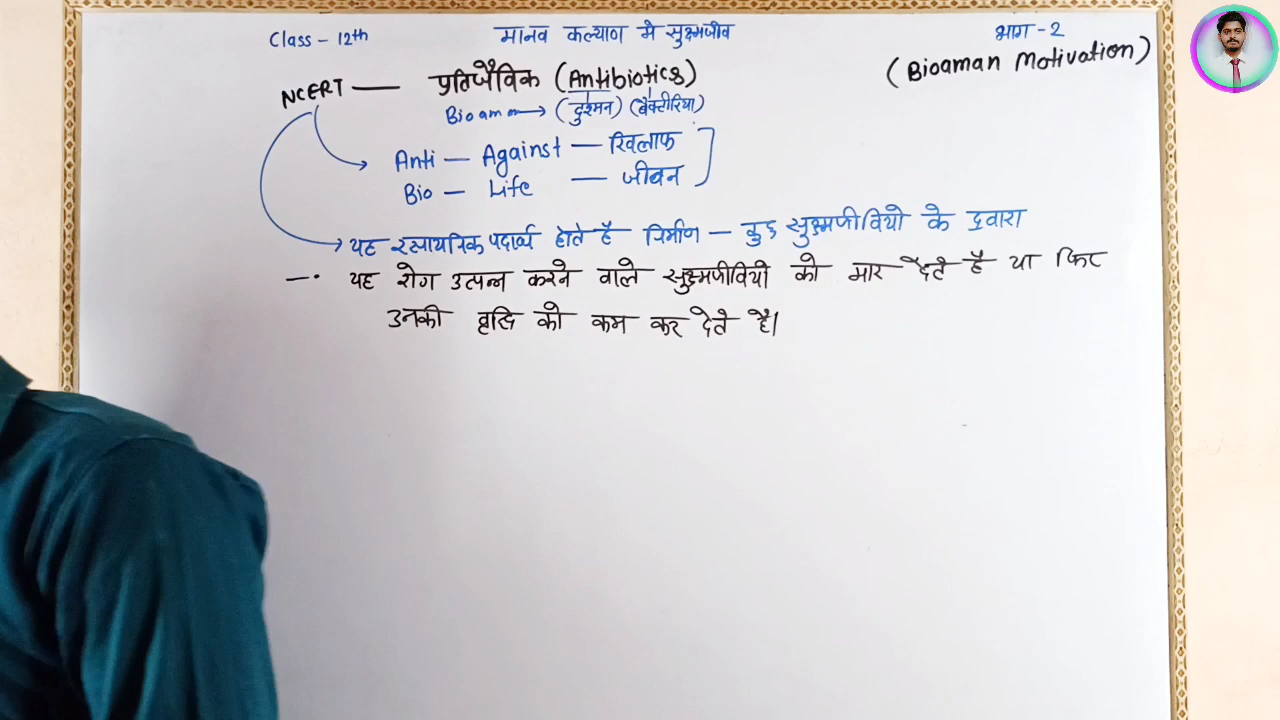 Class - 12th मानव कल्याण मे सुक्ष्मजीव भाग -2
(Bioaman Motivation)
NCERT — प्रतिजैविक (Antibiotics)
Bioaman → (दुश्मन) (बैक्टीरिया)
Anti — Against — खिलाफ
Bio — Life — जीवन
यह रसायनिक पदार्थ होते है निर्माण - कुछ सुक्ष्मजीवियो के द्वारा
—· यह रोग उत्पन्न करने वाले सुक्ष्मजीवियो को मार देते है या फिर
उनकी वृद्धि को कम कर देते है।